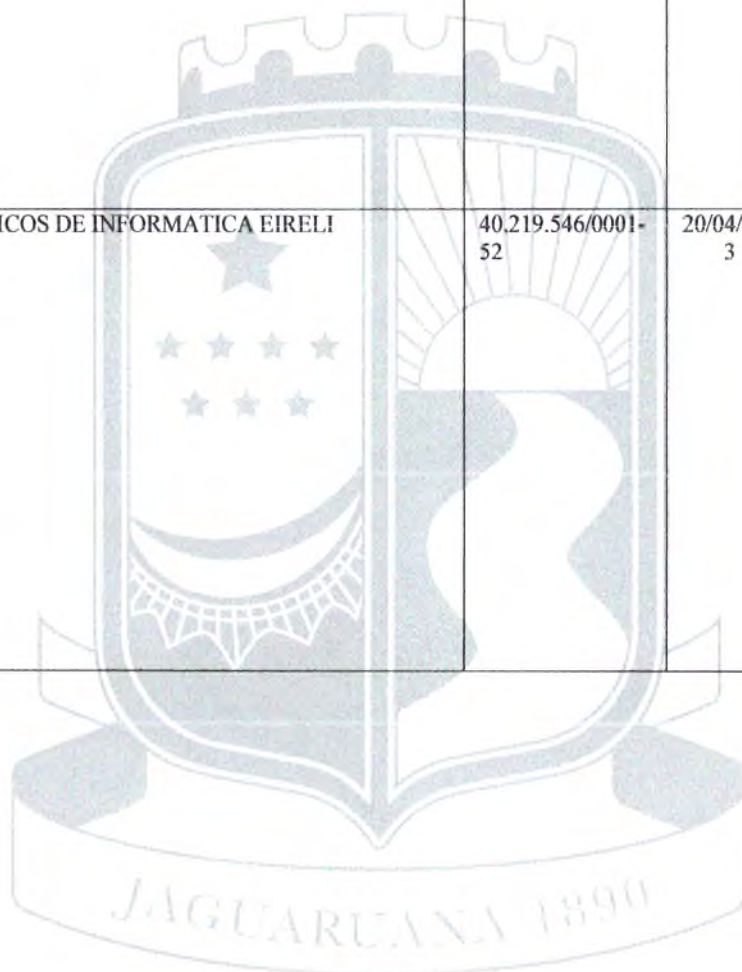 ICOS DE INFORMATICA EIRELI 40.219.546/0001- 20/04/
52 3
JAGUARUANA 1890